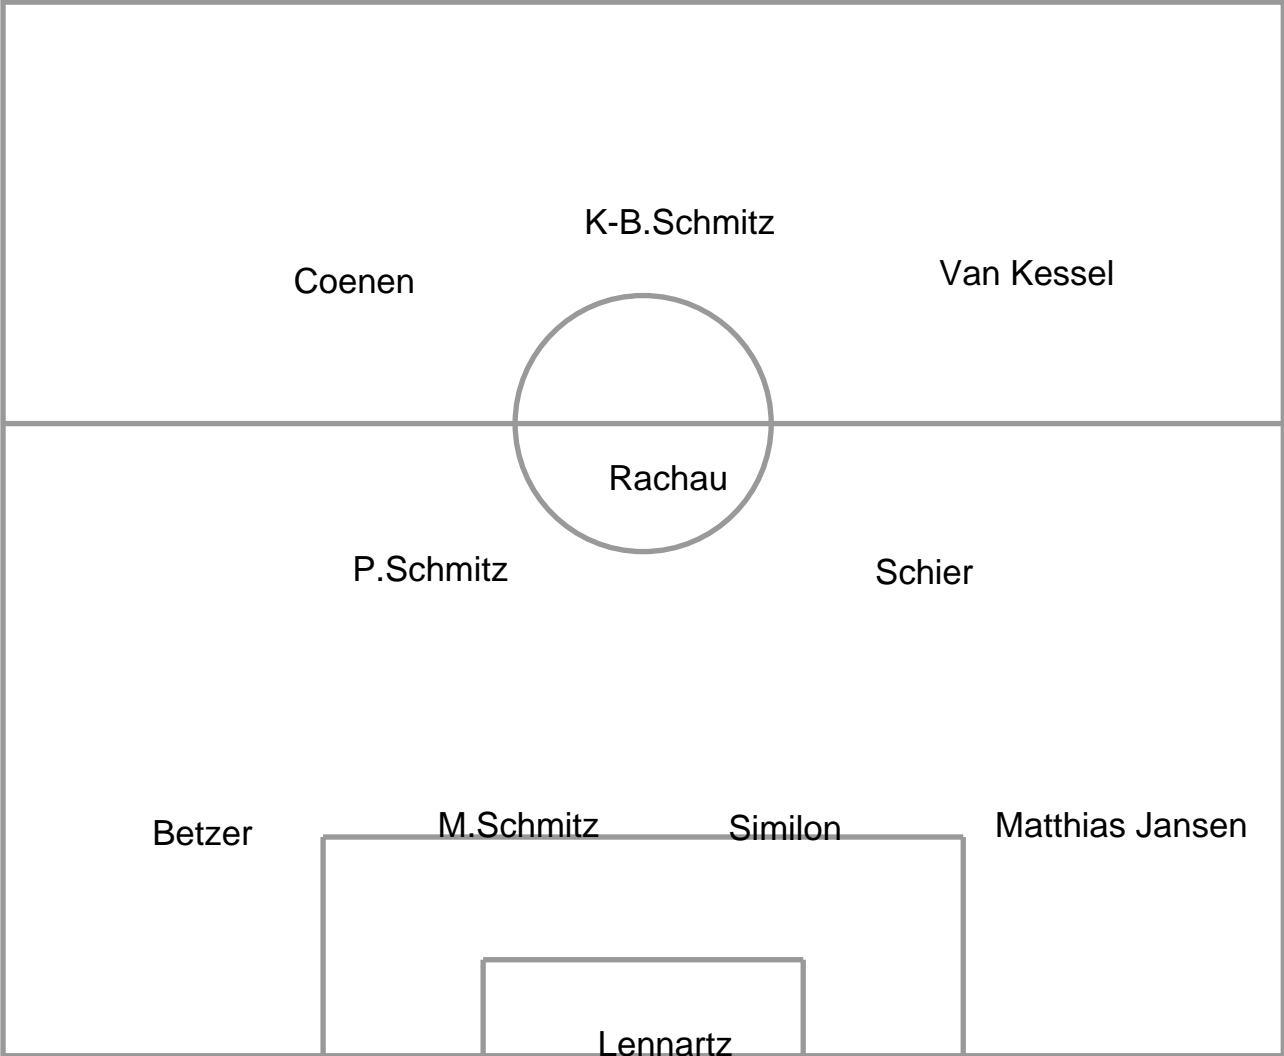 K-B.Schmitz
Coenen
Van Kessel
Rachau
P.Schmitz
Schier
Betzer
M.Schmitz
Similon
Matthias Jansen
Lennartz